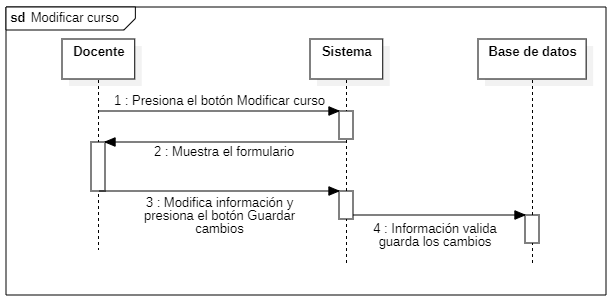 sd Modificar curso
Docente
Sistema
Base de datos
1 : Presiona el botón Modificar curso
2 : Muestra el formulario
3 : Modifica información y
presiona el botón Guardar
cambios
4 : Información valida
guarda los cambios